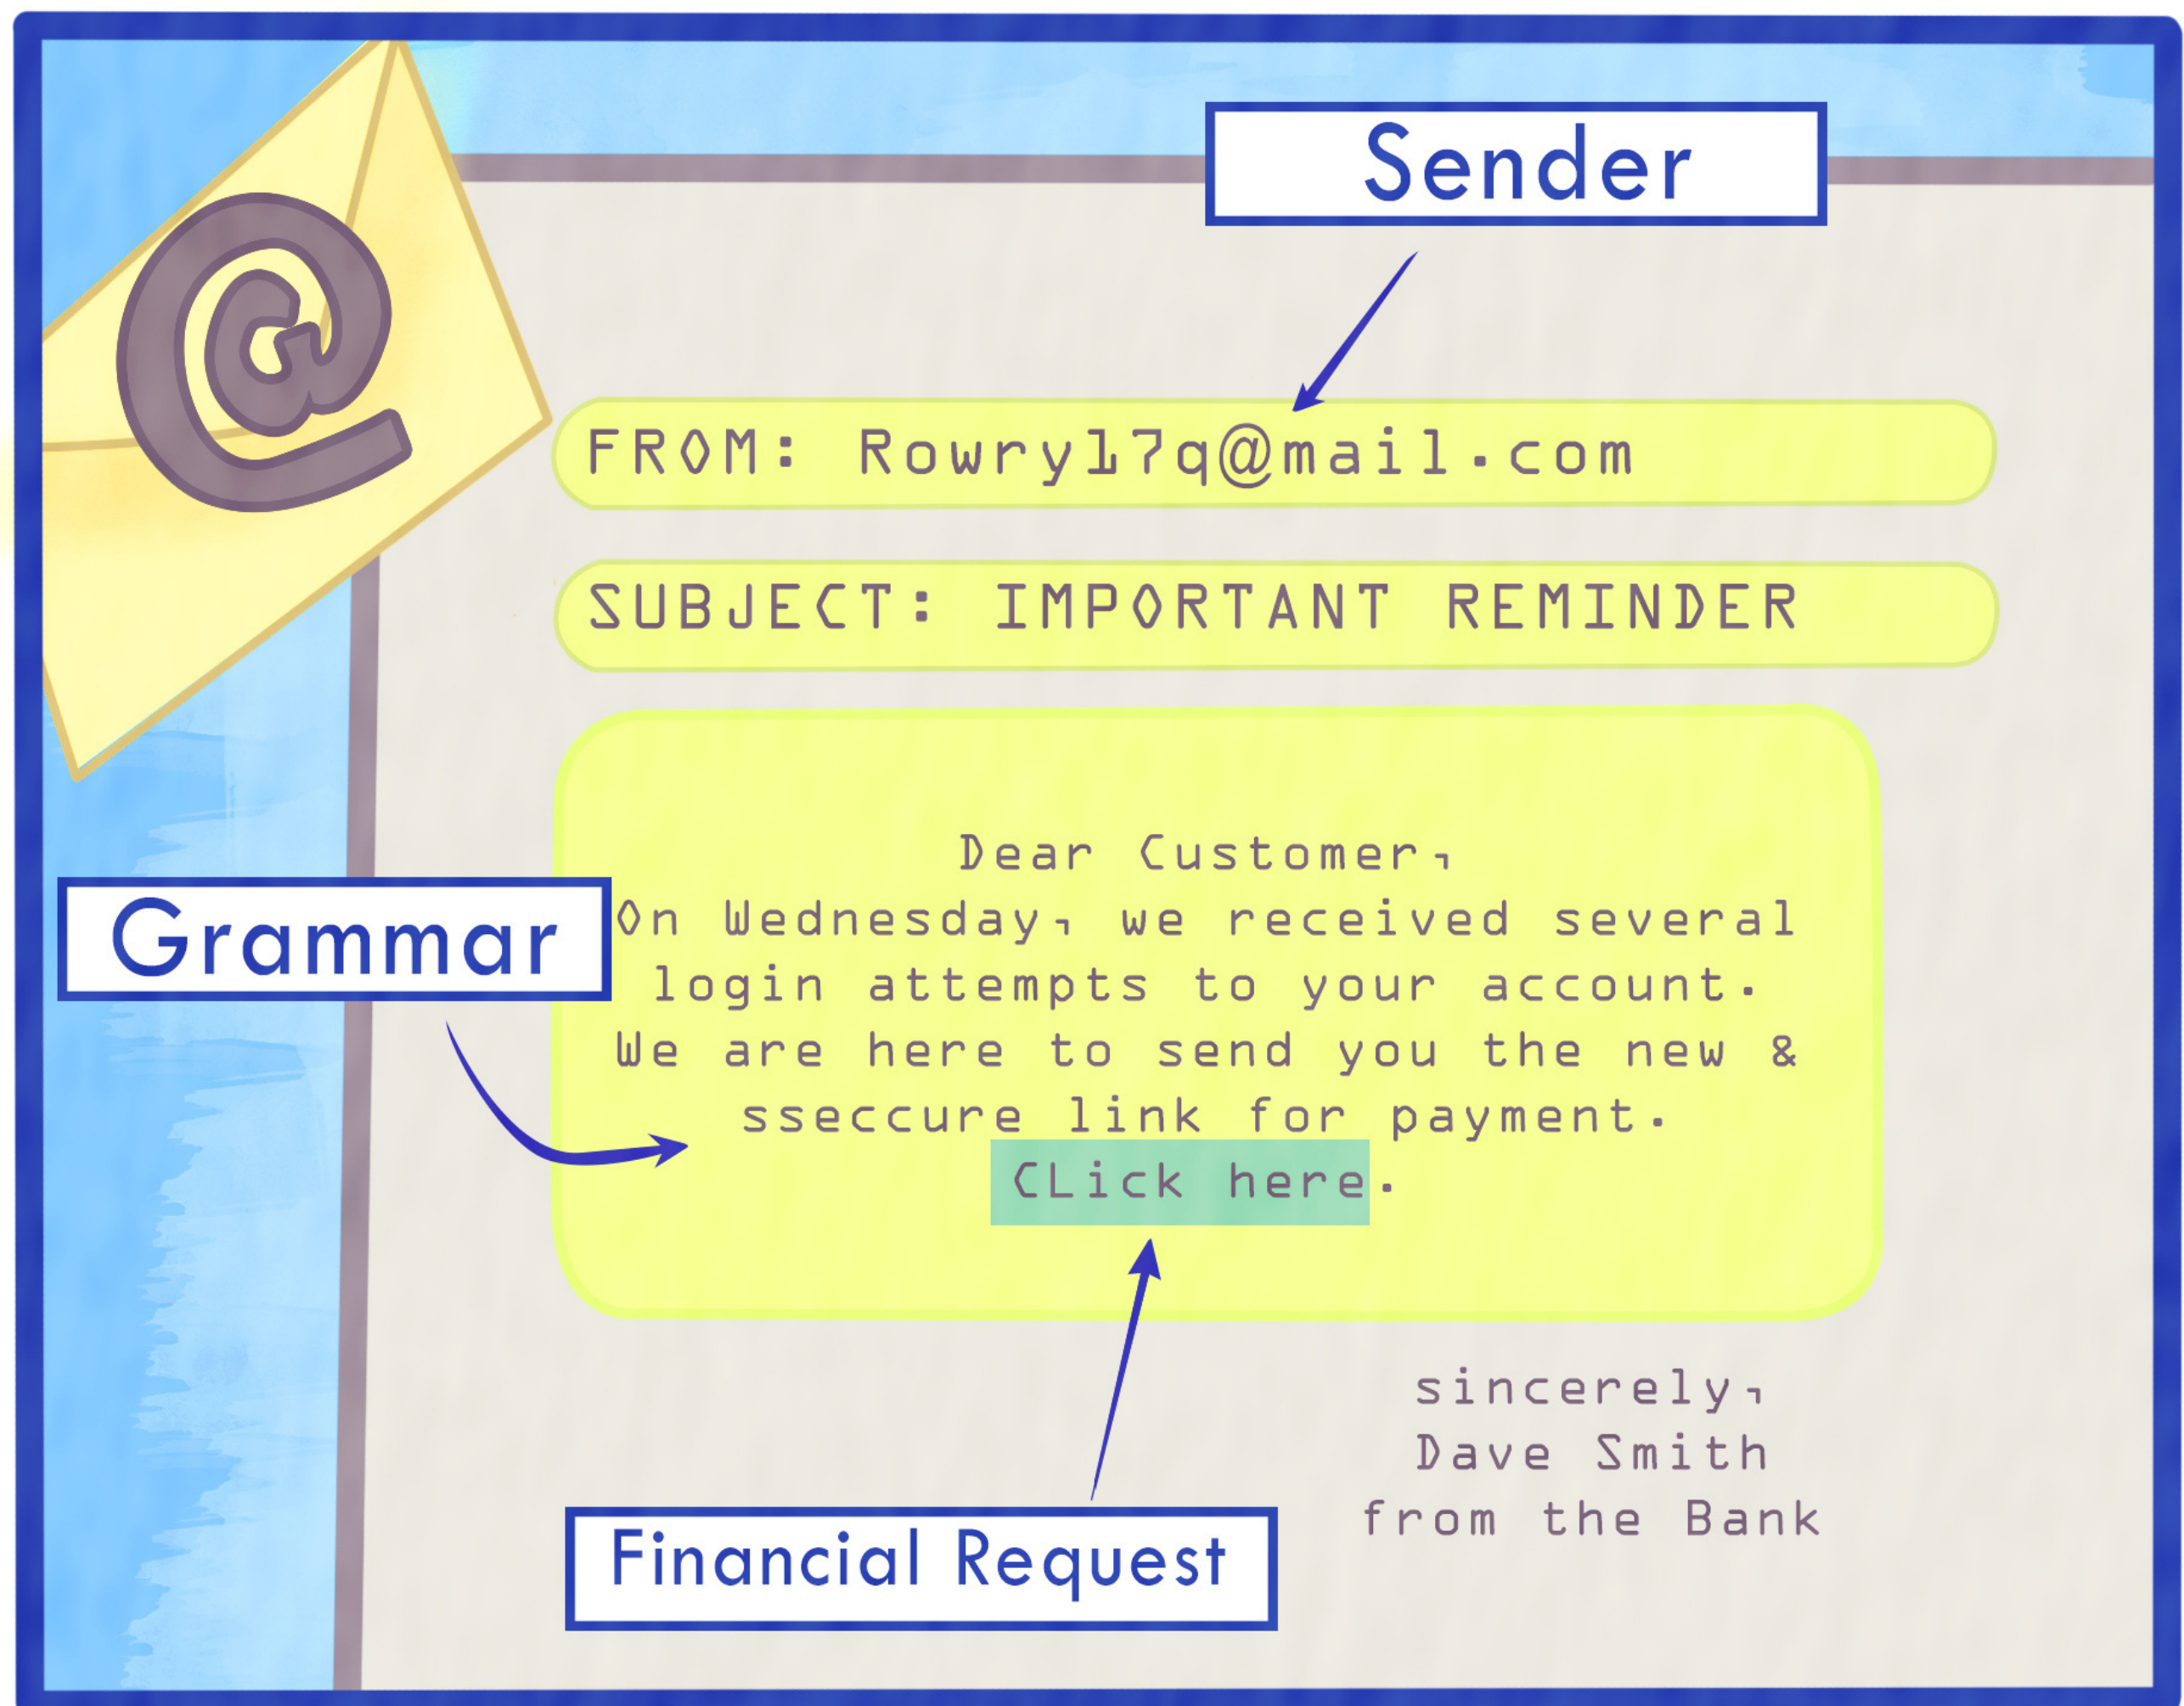 Sender
FROM: Rowry17q@mail.com
SUBJECT: IMPORTANT REMINDER
Dear Customer,
Grammar
On Wednesday, we received several
login attempts to your account.
We are here to send you the new &
sseccure link for payment.
CLick here.
sincerely,
Dave Smith
from the Bank
Financial Request